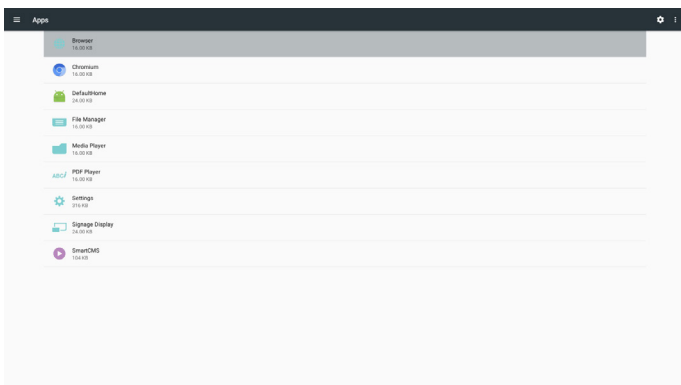 Apps
Browser
16.00 KB
Chromium
16.00 KB
DefaultHome
24.00 KB
File Manager
16.00 KB
Media Player
16.00 KB
ABC
PDF Player
16.00 KB
Settings
316 KB
Signage Display
24.00 KB
SmartCMS
104 KB